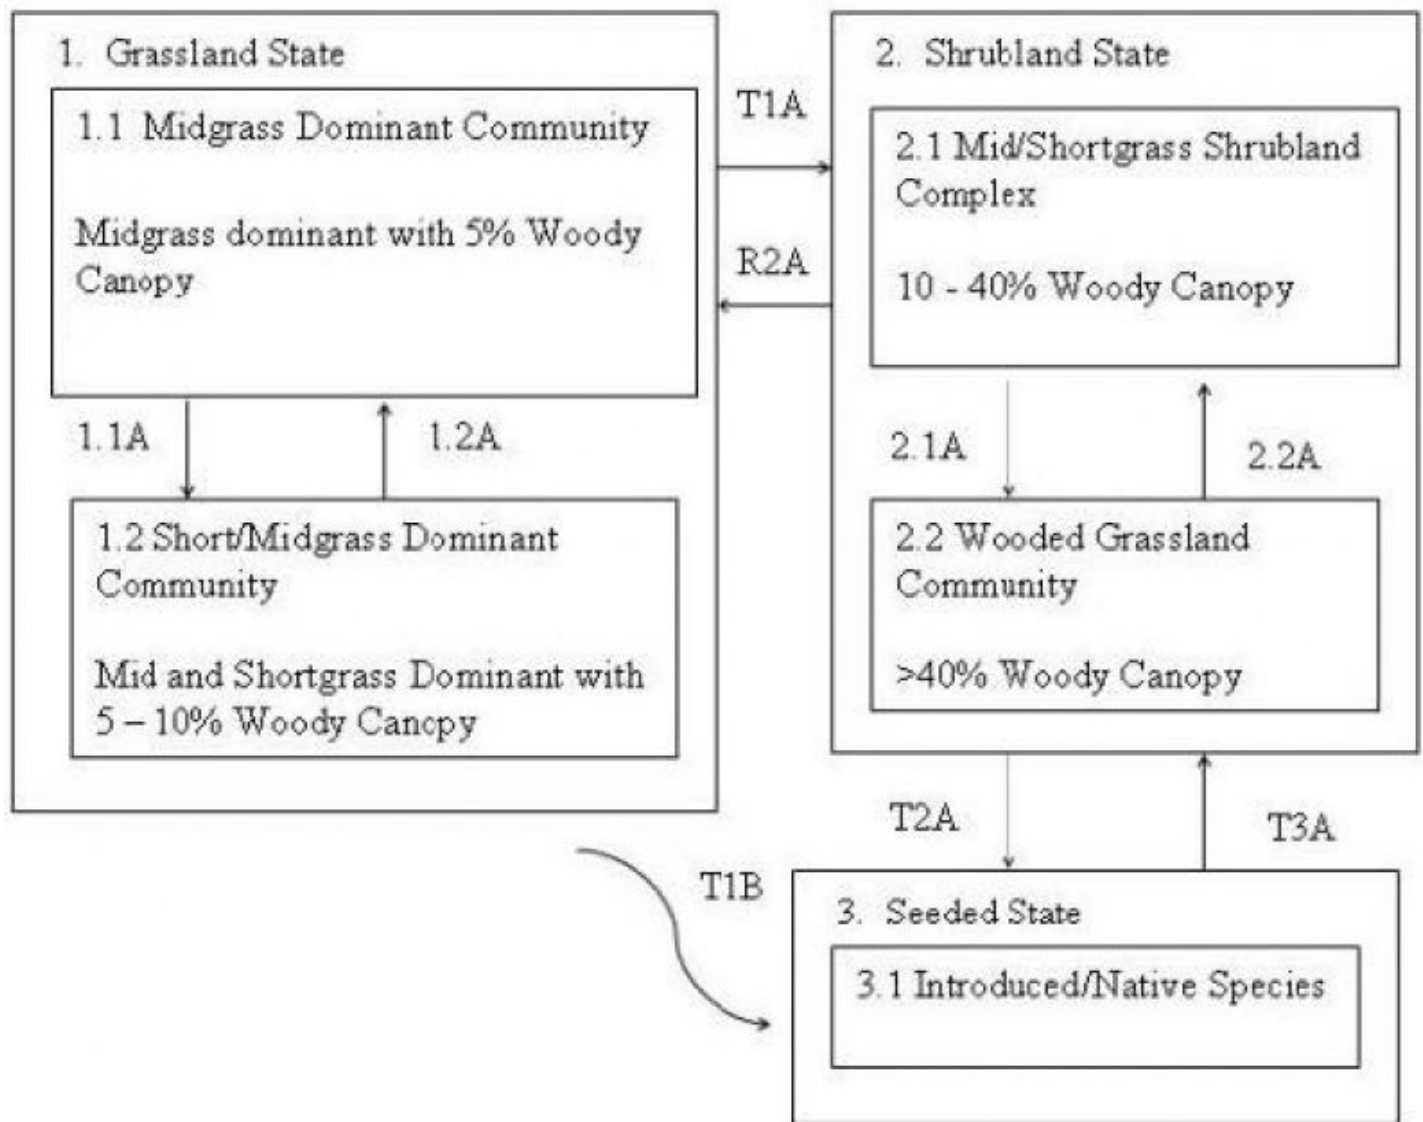 1. Grassland State
1.1 Midgrass Dominant Community
Midgrass dominant with 5% Woody
Canopy
1.1A
1.2A
1.2 Short/Midgrass Dominant
Community
Mid and Shortgrass Dominant with
5 – 10% Woody Canopy
T1A
R2A
2. Shrubland State
2.1 Mid/Shortgrass Shrubland
Complex
10 - 40% Woody Canopy
2.1A
2.2A
2.2 Wooded Grassland
Community
>40% Woody Canopy
T2A
T3A
T1B
3. Seeded State
3.1 Introduced/Native Species